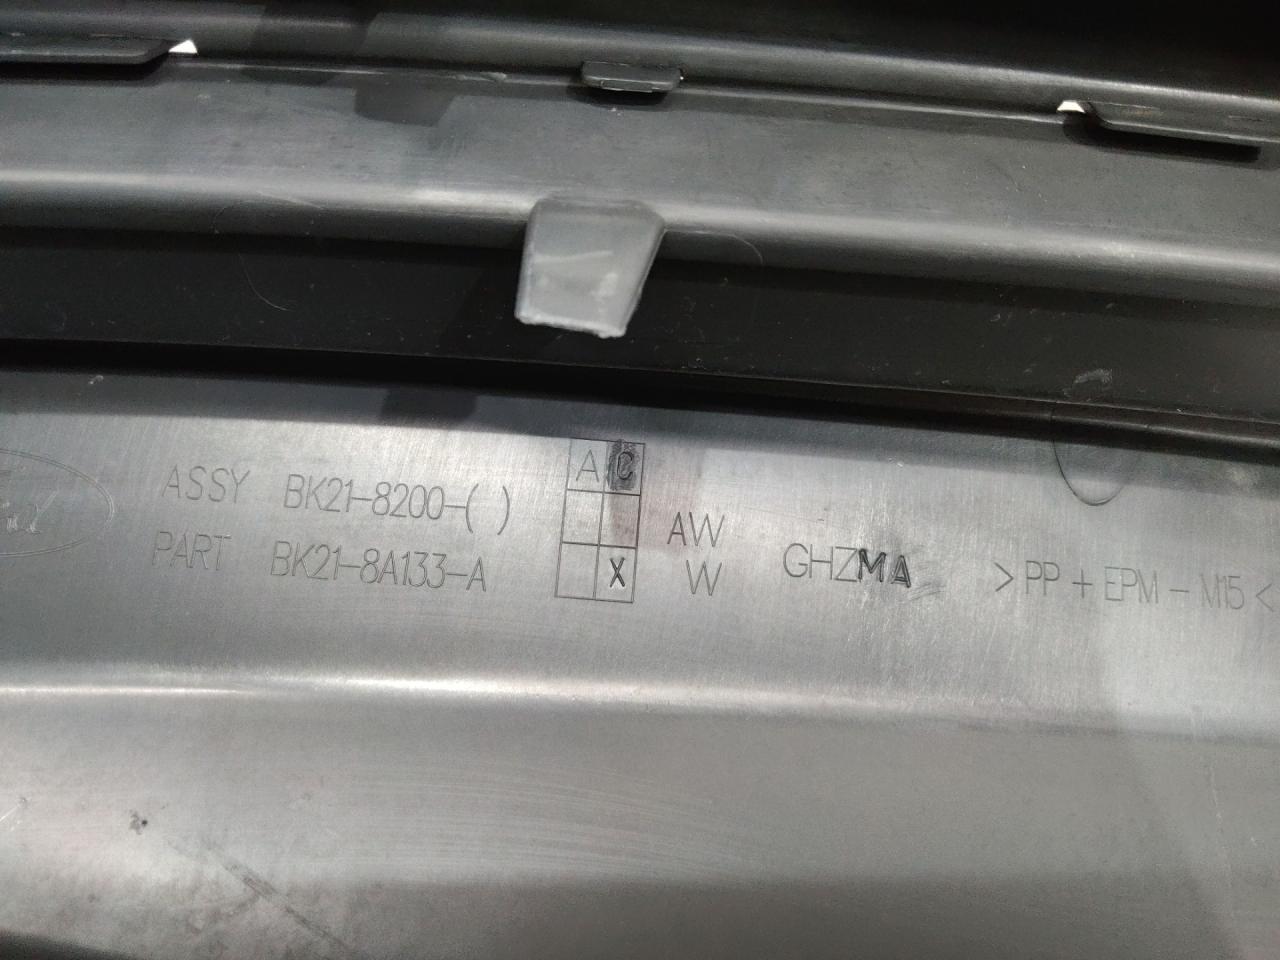 ASSY BK21-8200-( )
PART BK21-8A133-A
A C
X
AW
W
GHZMA
>PP + EPM - M15<